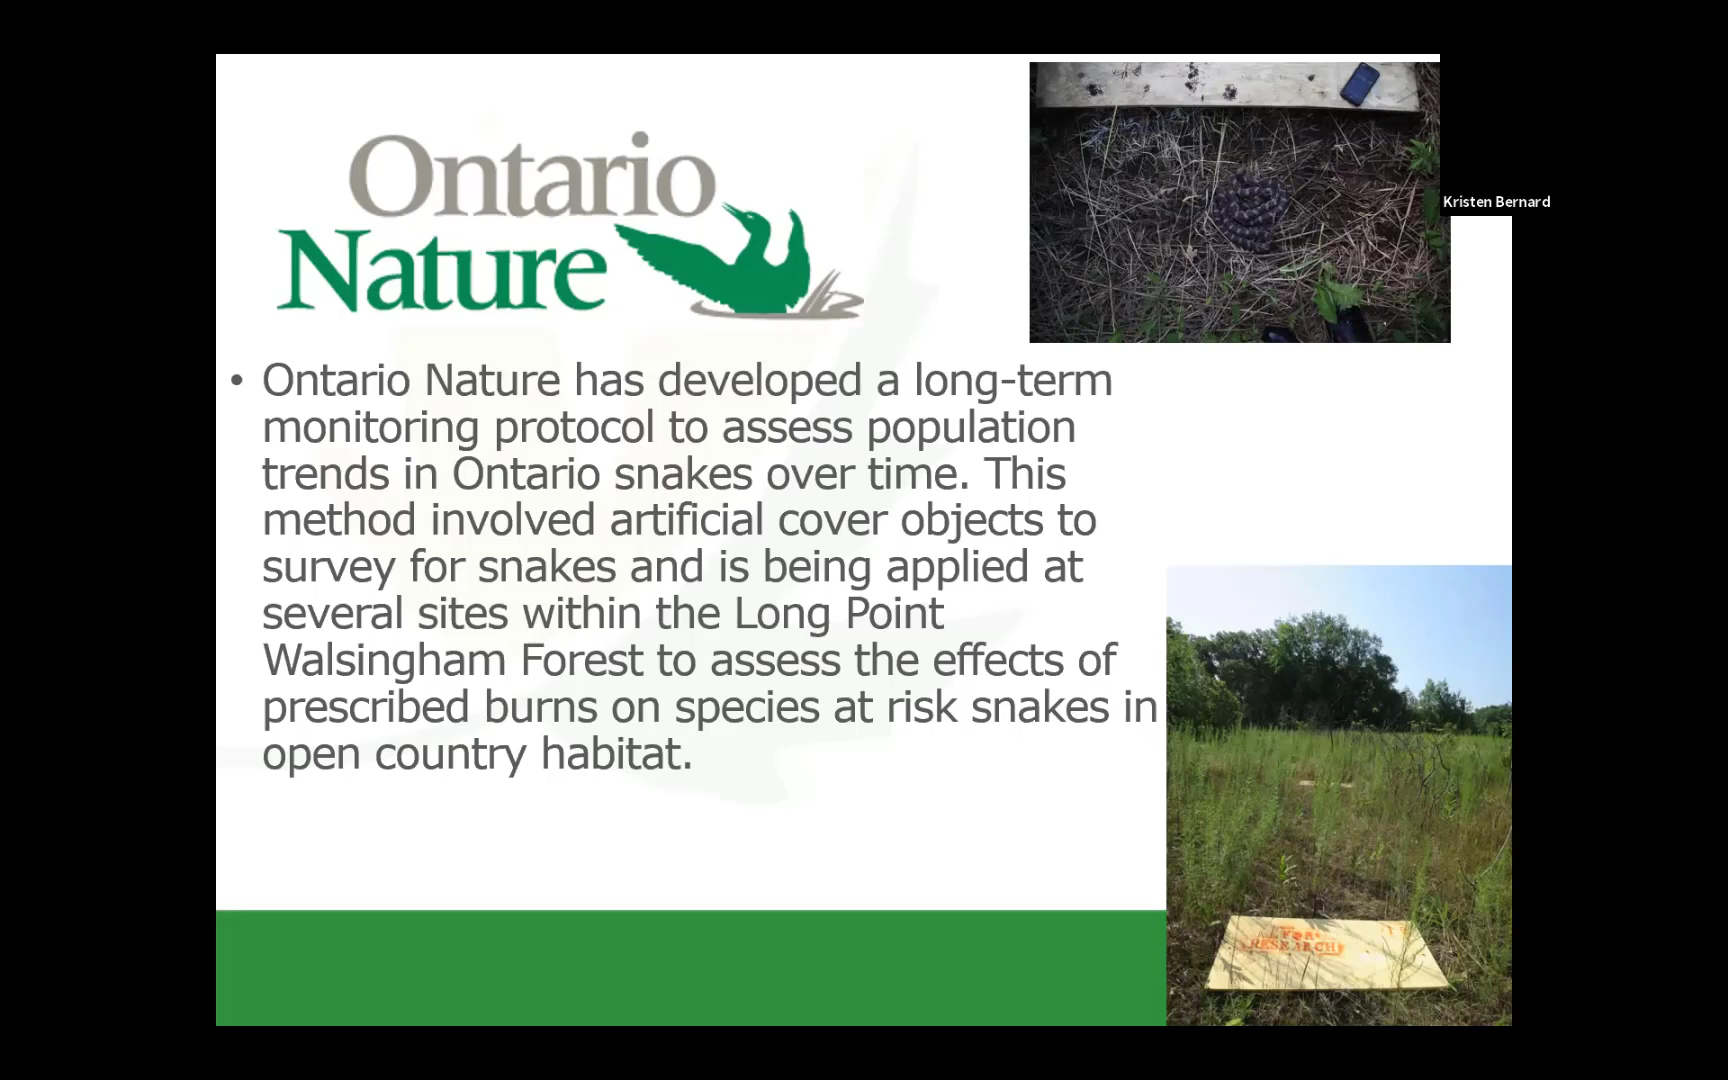 Ontario
Nature
Kristen Bernard
• Ontario Nature has developed a long-term
monitoring protocol to assess population
trends in Ontario snakes over time. This
method involved artificial cover objects to
survey for snakes and is being applied at
several sites within the Long Point
Walsingham Forest to assess the effects of
prescribed burns on species at risk snakes in
open country habitat.
FOR
RESEARCH